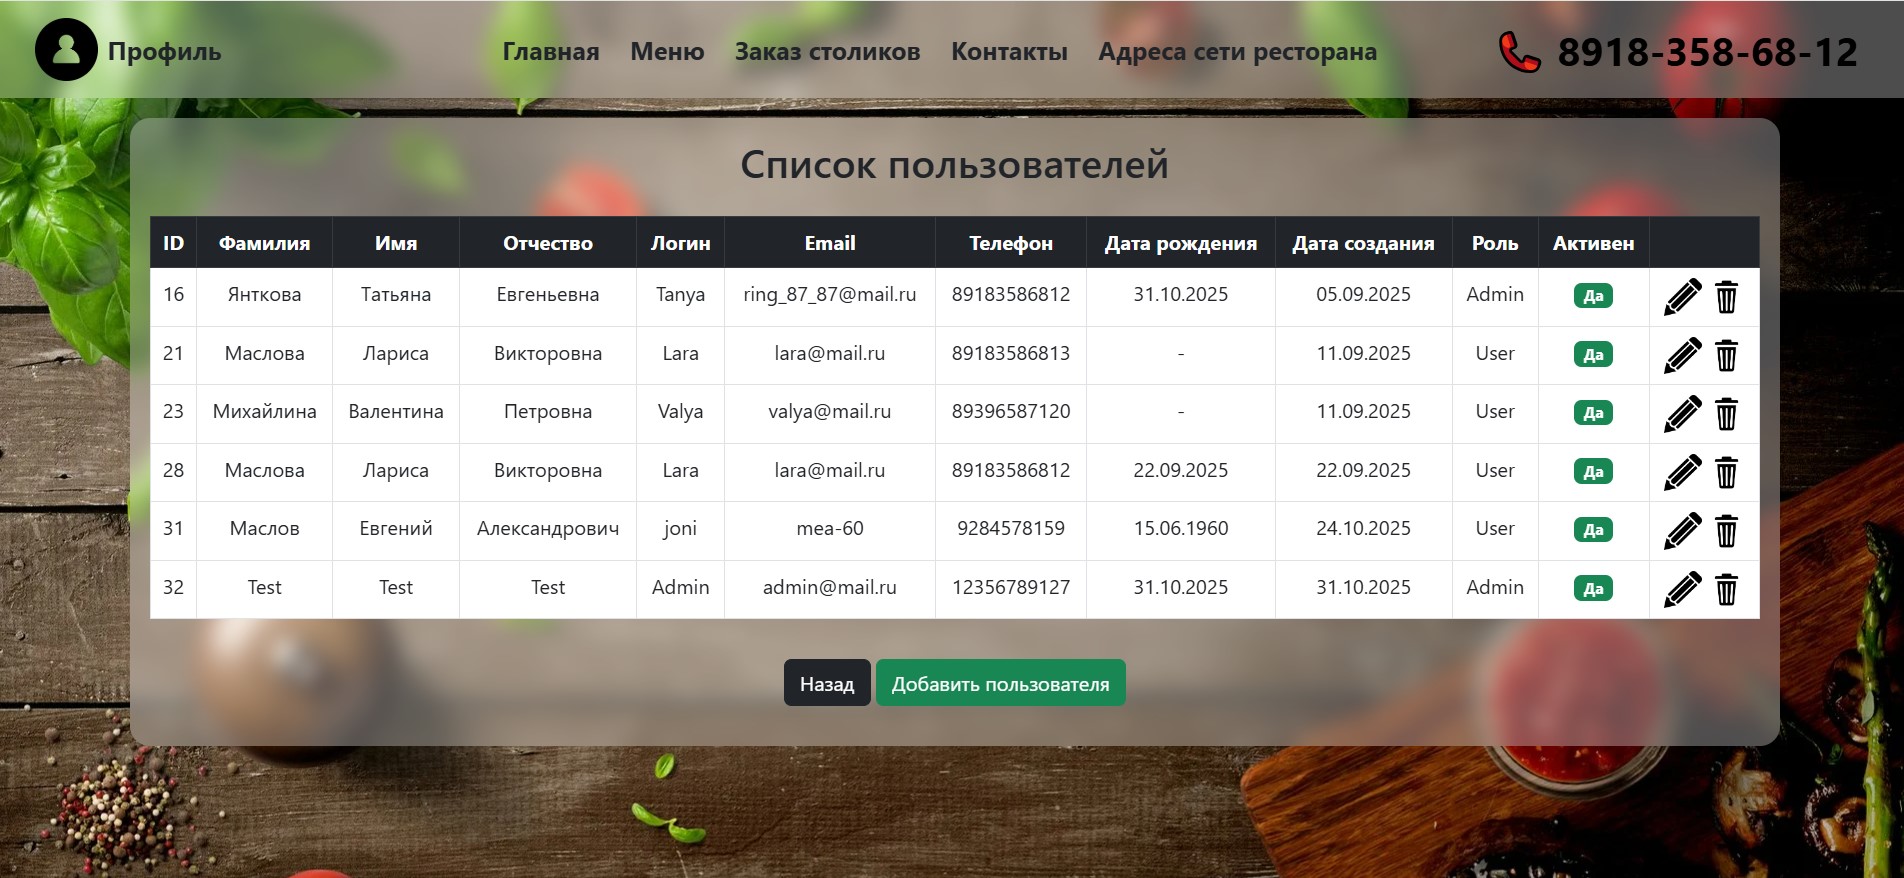 Профиль Главная Меню Заказ столиков Контакты Адреса сети ресторана 8918-358-68-12
Список пользователей
ID Фамилия Имя Отчество Логин Email Телефон Дата рождения Дата создания Роль Активен
16 Янткова Татьяна Евгеньевна Tanya ring_87_87@mail.ru 89183586812 31.10.2025 05.09.2025 Admin Да
21 Маслова Лариса Викторовна Lara lara@mail.ru 89183586813 - 11.09.2025 User Да
23 Михайлина Валентина Петровна Valya valya@mail.ru 89396587120 - 11.09.2025 User Да
28 Маслова Лариса Викторовна Lara lara@mail.ru 89183586812 22.09.2025 22.09.2025 User Да
31 Маслов Евгений Александрович joni mea-60 9284578159 15.06.1960 24.10.2025 User Да
32 Test Test Test Admin admin@mail.ru 12356789127 31.10.2025 31.10.2025 Admin Да
Назад Добавить пользователя